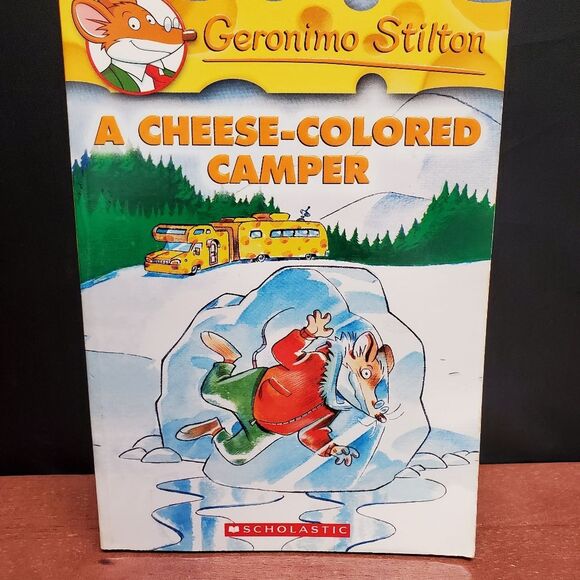 Geronimo Stilton
A CHEESE-COLORED
CAMPER
SCHOLASTIC